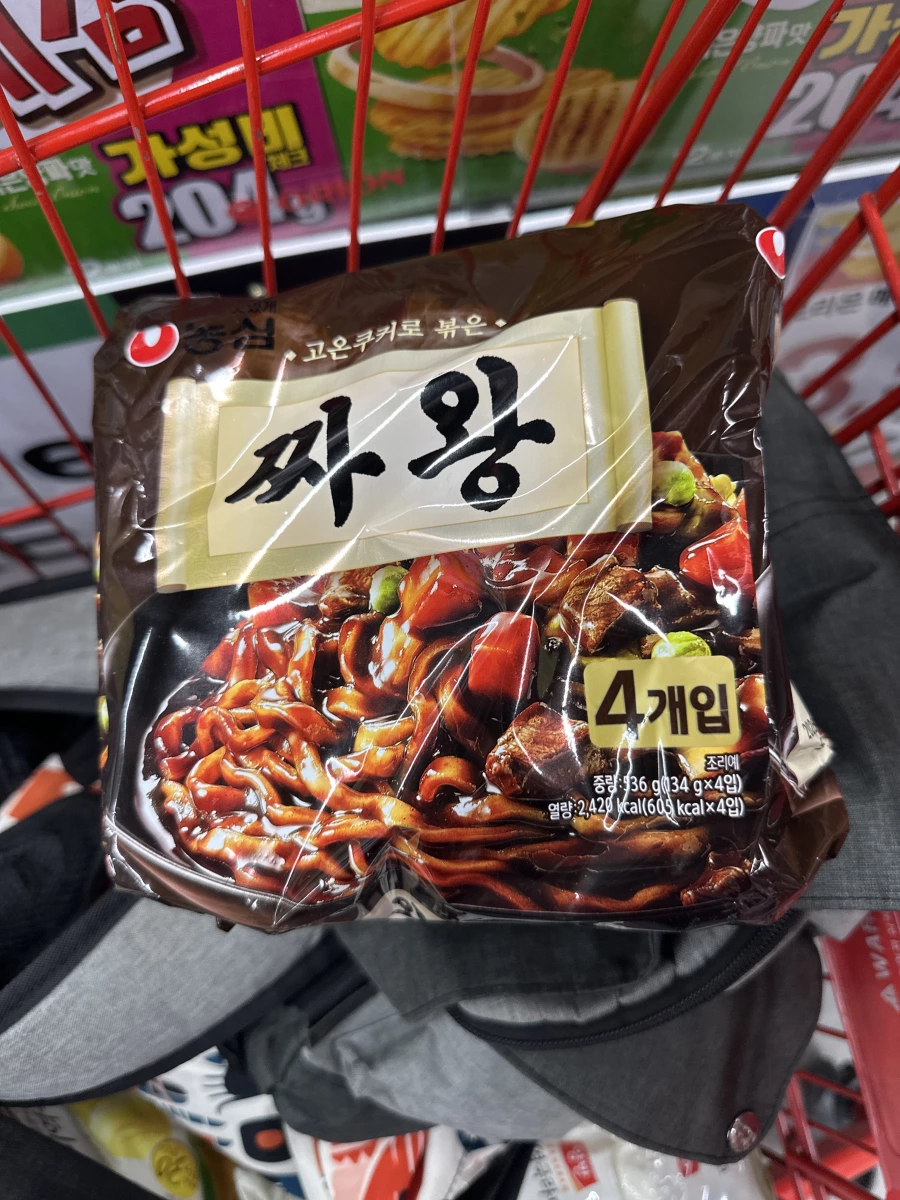 가성비
204g
농심
고온쿠커로 볶은
짜왕
4개입
조리예
중량 536 g(134 g×4입)
열량 2,420 kcal(605 kcal×4입)